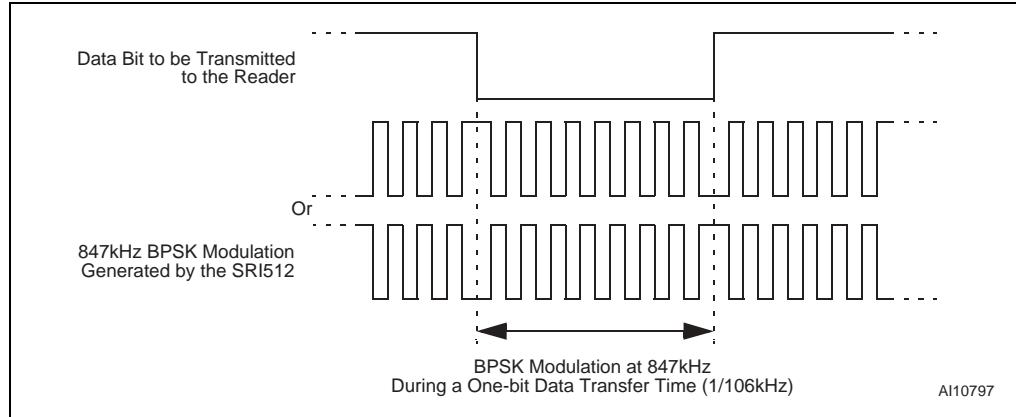 Data Bit to be Transmitted
to the Reader
Or
847kHz BPSK Modulation
Generated by the SRI512
BPSK Modulation at 847kHz
During a One-bit Data Transfer Time (1/106kHz)
AI10797